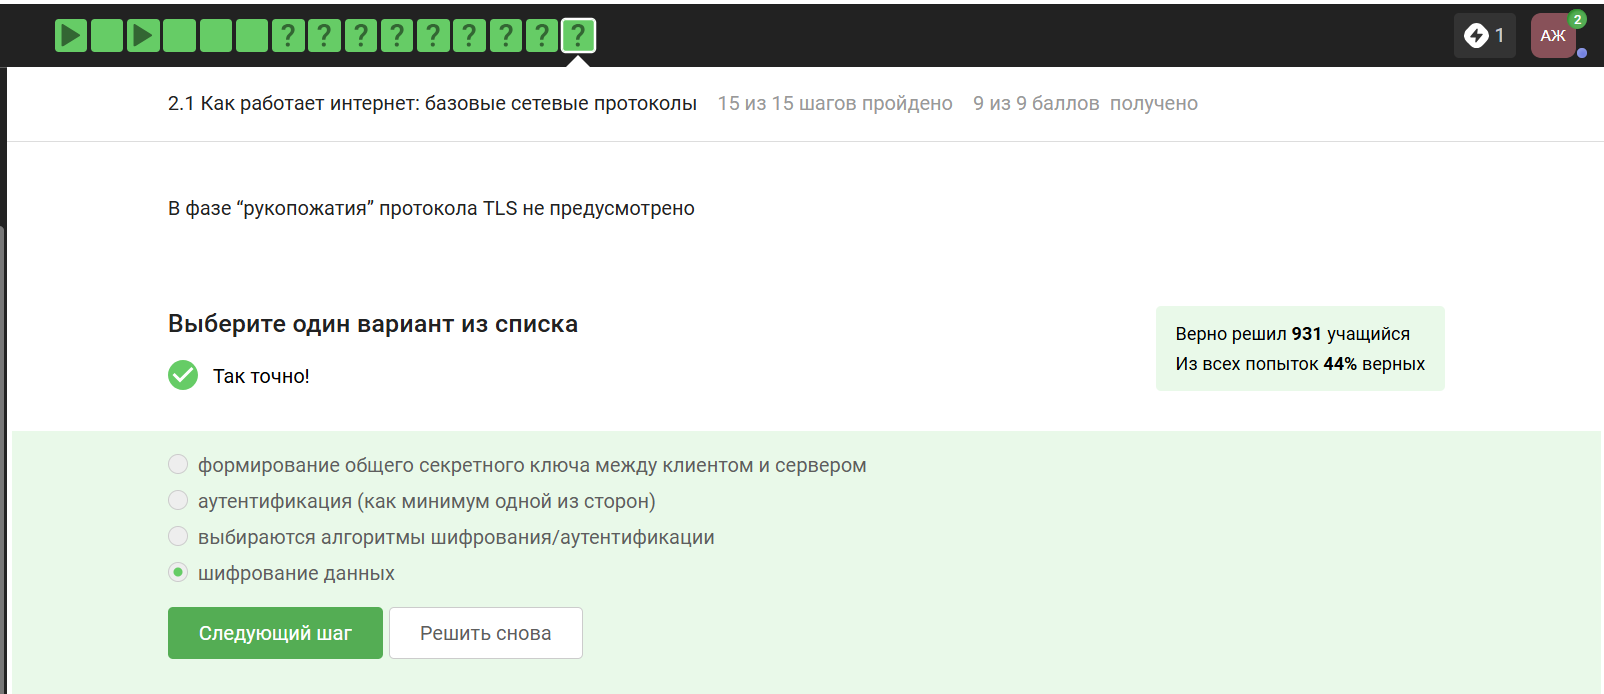 ? ? ? ? ? ? ? ? ?
1
АЖ
2
2.1 Как работает интернет: базовые сетевые протоколы 15 из 15 шагов пройдено 9 из 9 баллов получено
В фазе “рукопожатия” протокола TLS не предусмотрено
Выберите один вариант из списка
Так точно!
Верно решил 931 учащийся
Из всех попыток 44% верных
формирование общего секретного ключа между клиентом и сервером
аутентификация (как минимум одной из сторон)
выбираются алгоритмы шифрования/аутентификации
шифрование данных
Следующий шаг
Решить снова